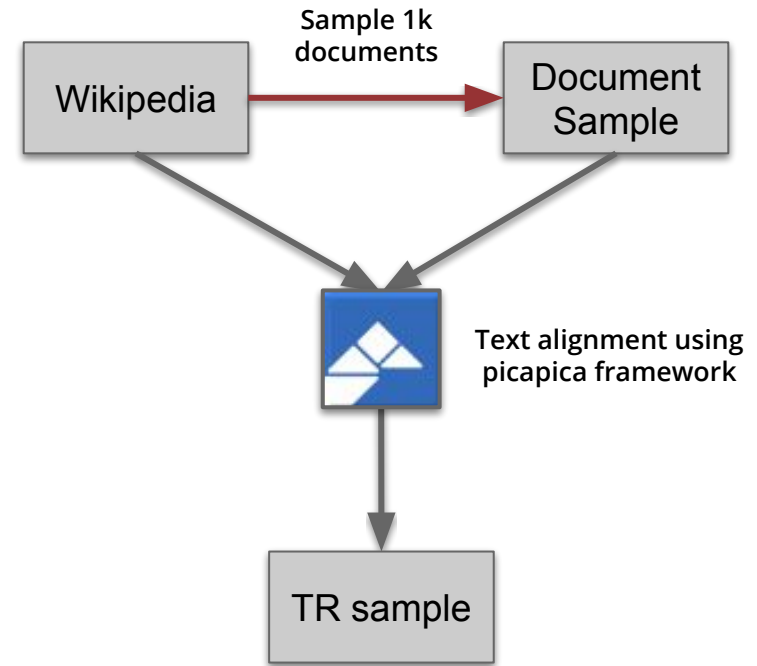 Sample 1k
documents
Wikipedia
Document
Sample
Text alignment using
picapica framework
TR sample